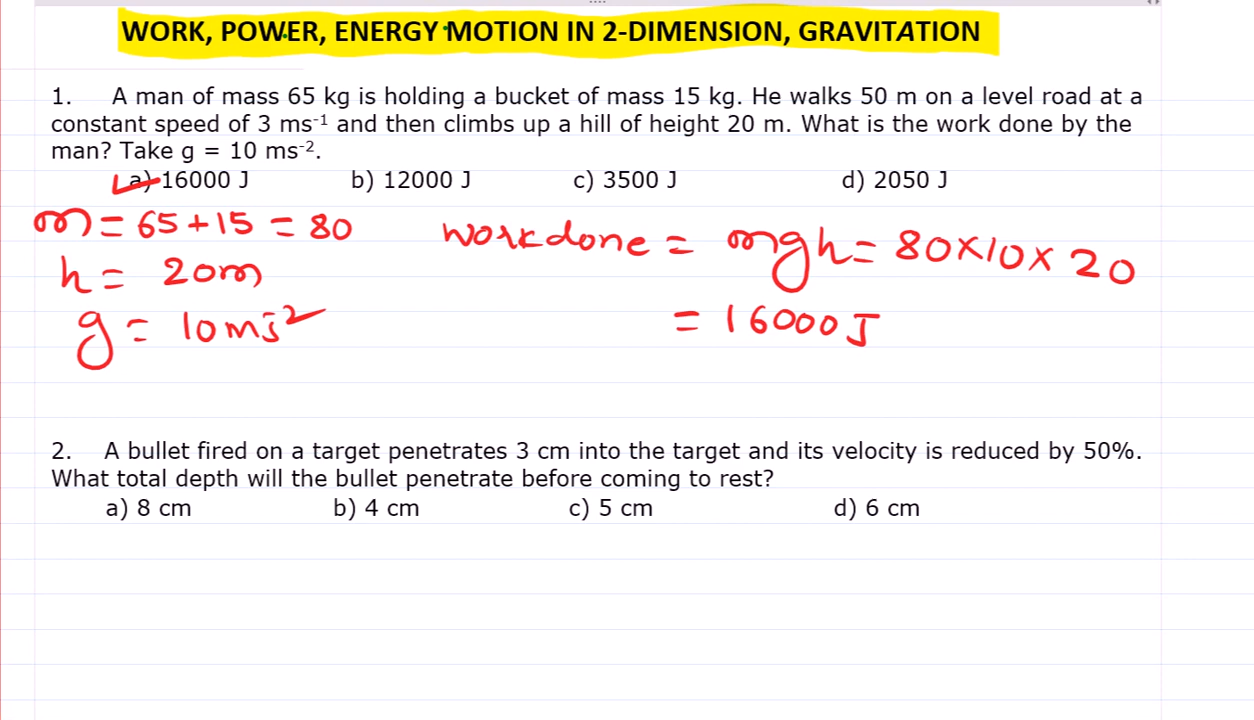 WORK, POWER, ENERGY MOTION IN 2-DIMENSION, GRAVITATION
1. A man of mass 65 kg is holding a bucket of mass 15 kg. He walks 50 m on a level road at a
constant speed of 3 ms⁻¹ and then climbs up a hill of height 20 m. What is the work done by the
man? Take g = 10 ms⁻².
a) 16000 J b) 12000 J c) 3500 J d) 2050 J
m = 65 + 15 = 80
workdone = mgh = 80×10×20
h = 20m
g = 10ms²
= 16000J
2. A bullet fired on a target penetrates 3 cm into the target and its velocity is reduced by 50%.
What total depth will the bullet penetrate before coming to rest?
a) 8 cm b) 4 cm c) 5 cm d) 6 cm